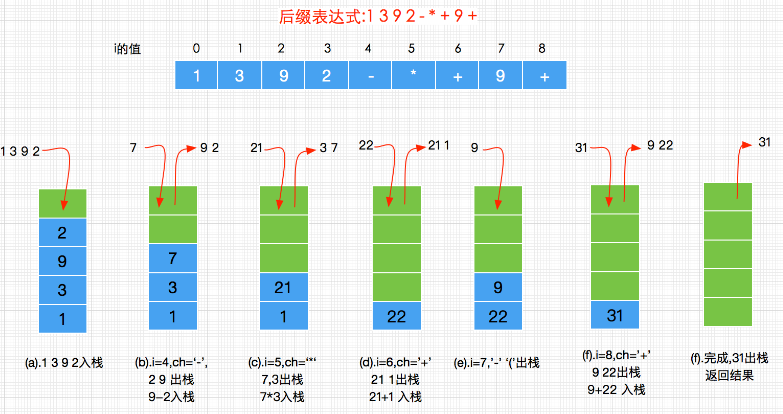 后缀表达式:1 3 9 2 - * + 9 +
i的值 0 1 2 3 4 5 6 7 8
1 3 9 2 - * + 9 +
1 3 9 2
7 9 2
21 3 7
22 21 1
9
31 9 22
31
2
9
3
1
7
3
1
21
1
22
9
22
31
(a).1 3 9 2入栈
(b).i=4,ch=‘-’,
2 9 出栈
9-2入栈
(c).i=5,ch=‘*‘
7,3出栈
7*3入栈
(d).i=6,ch=’+’
21 1出栈
21+1 入栈
(e).i=7,’-’ ‘(’出栈
(f).i=8,ch=’+’
9 22出栈
9+22 入栈
(f).完成,31出栈
返回结果